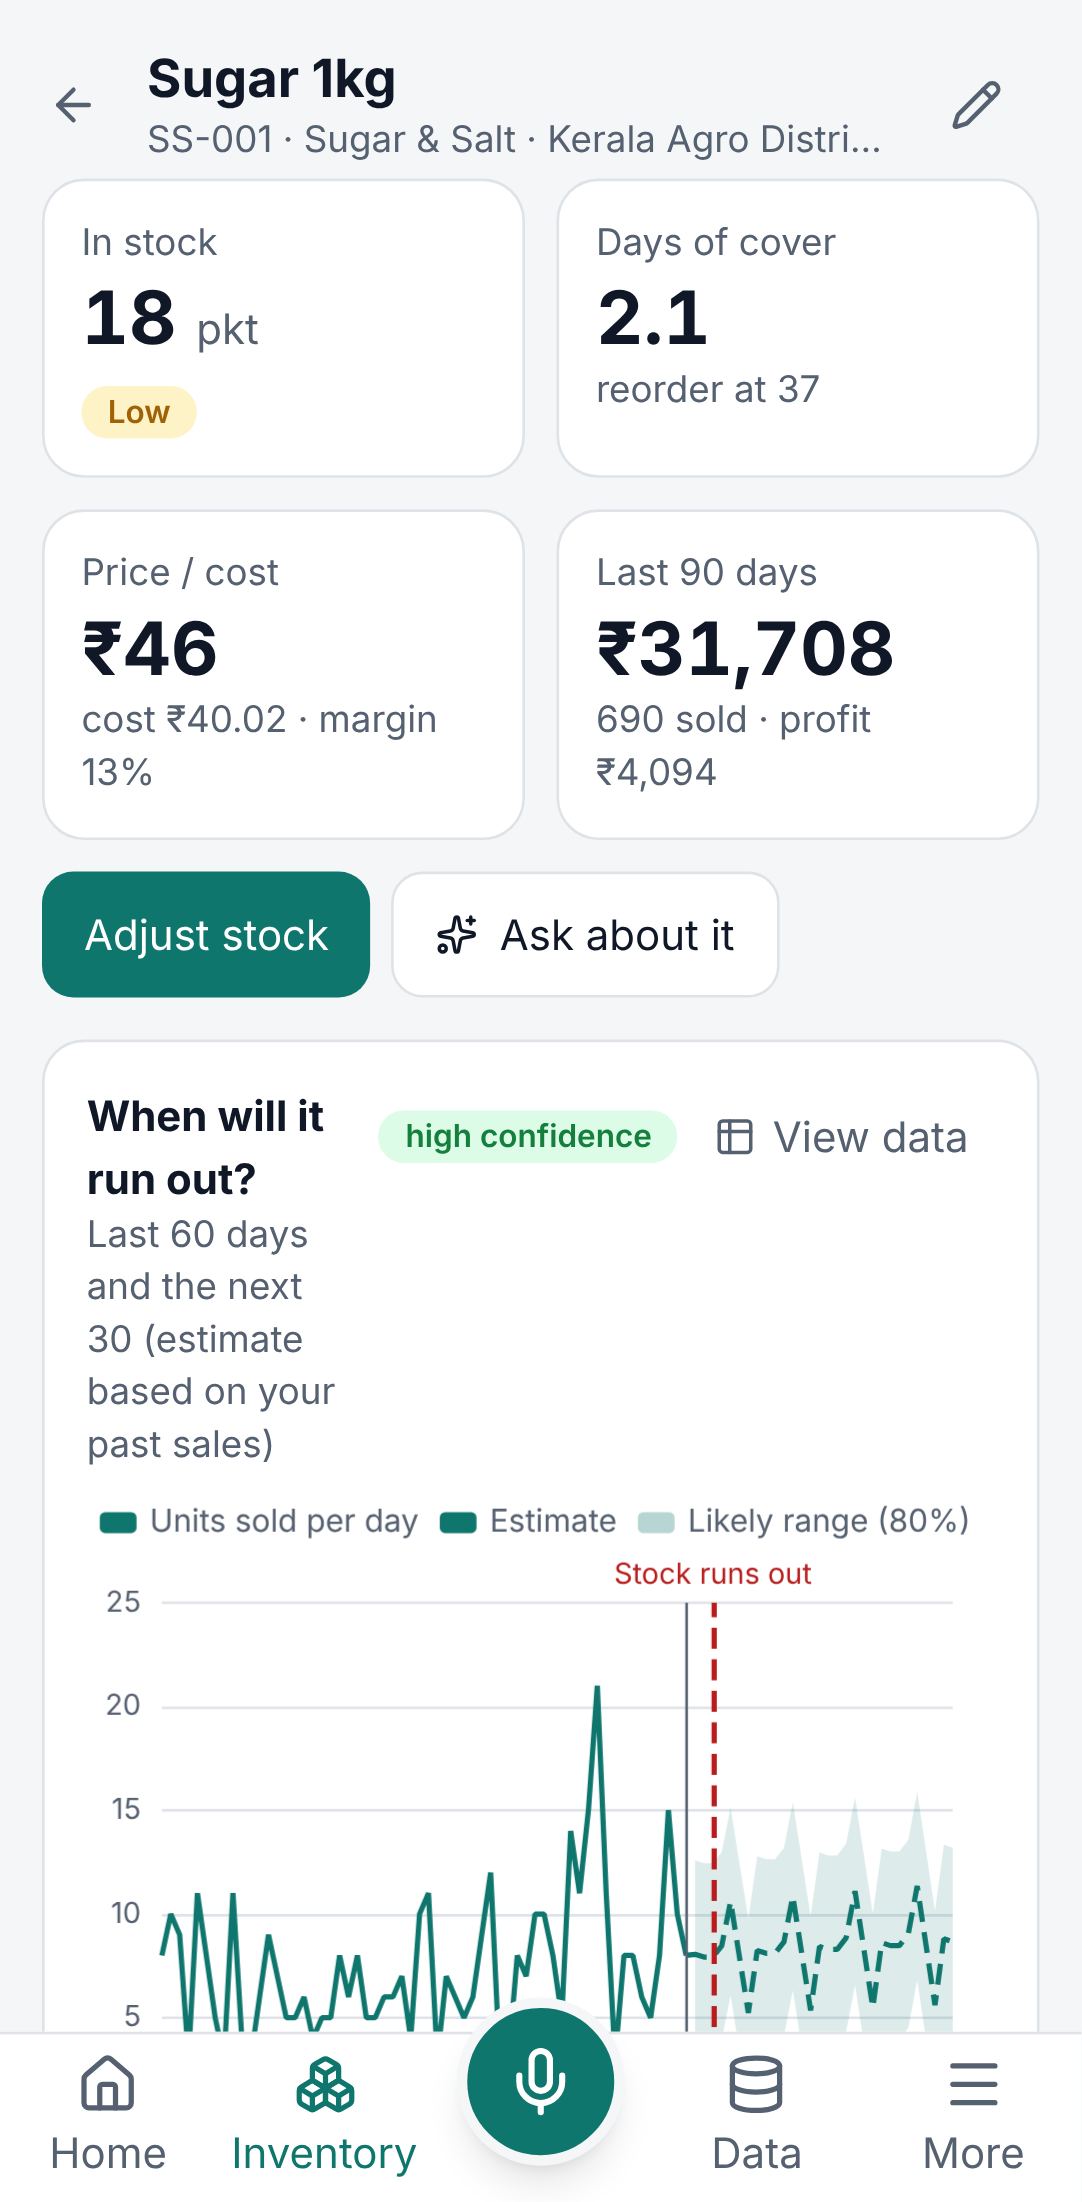 Sugar 1kg
SS-001 · Sugar & Salt · Kerala Agro Distri...
In stock
18 pkt
Low
Days of cover
2.1
reorder at 37
Price / cost
₹46
cost ₹40.02 · margin
13%
Last 90 days
₹31,708
690 sold · profit
₹4,094
Adjust stock
Ask about it
When will it
run out?
high confidence
View data
Last 60 days
and the next
30 (estimate
based on your
past sales)
Units sold per day
Estimate
Likely range (80%)
Stock runs out
25
20
15
10
5
Home
Inventory
Data
More